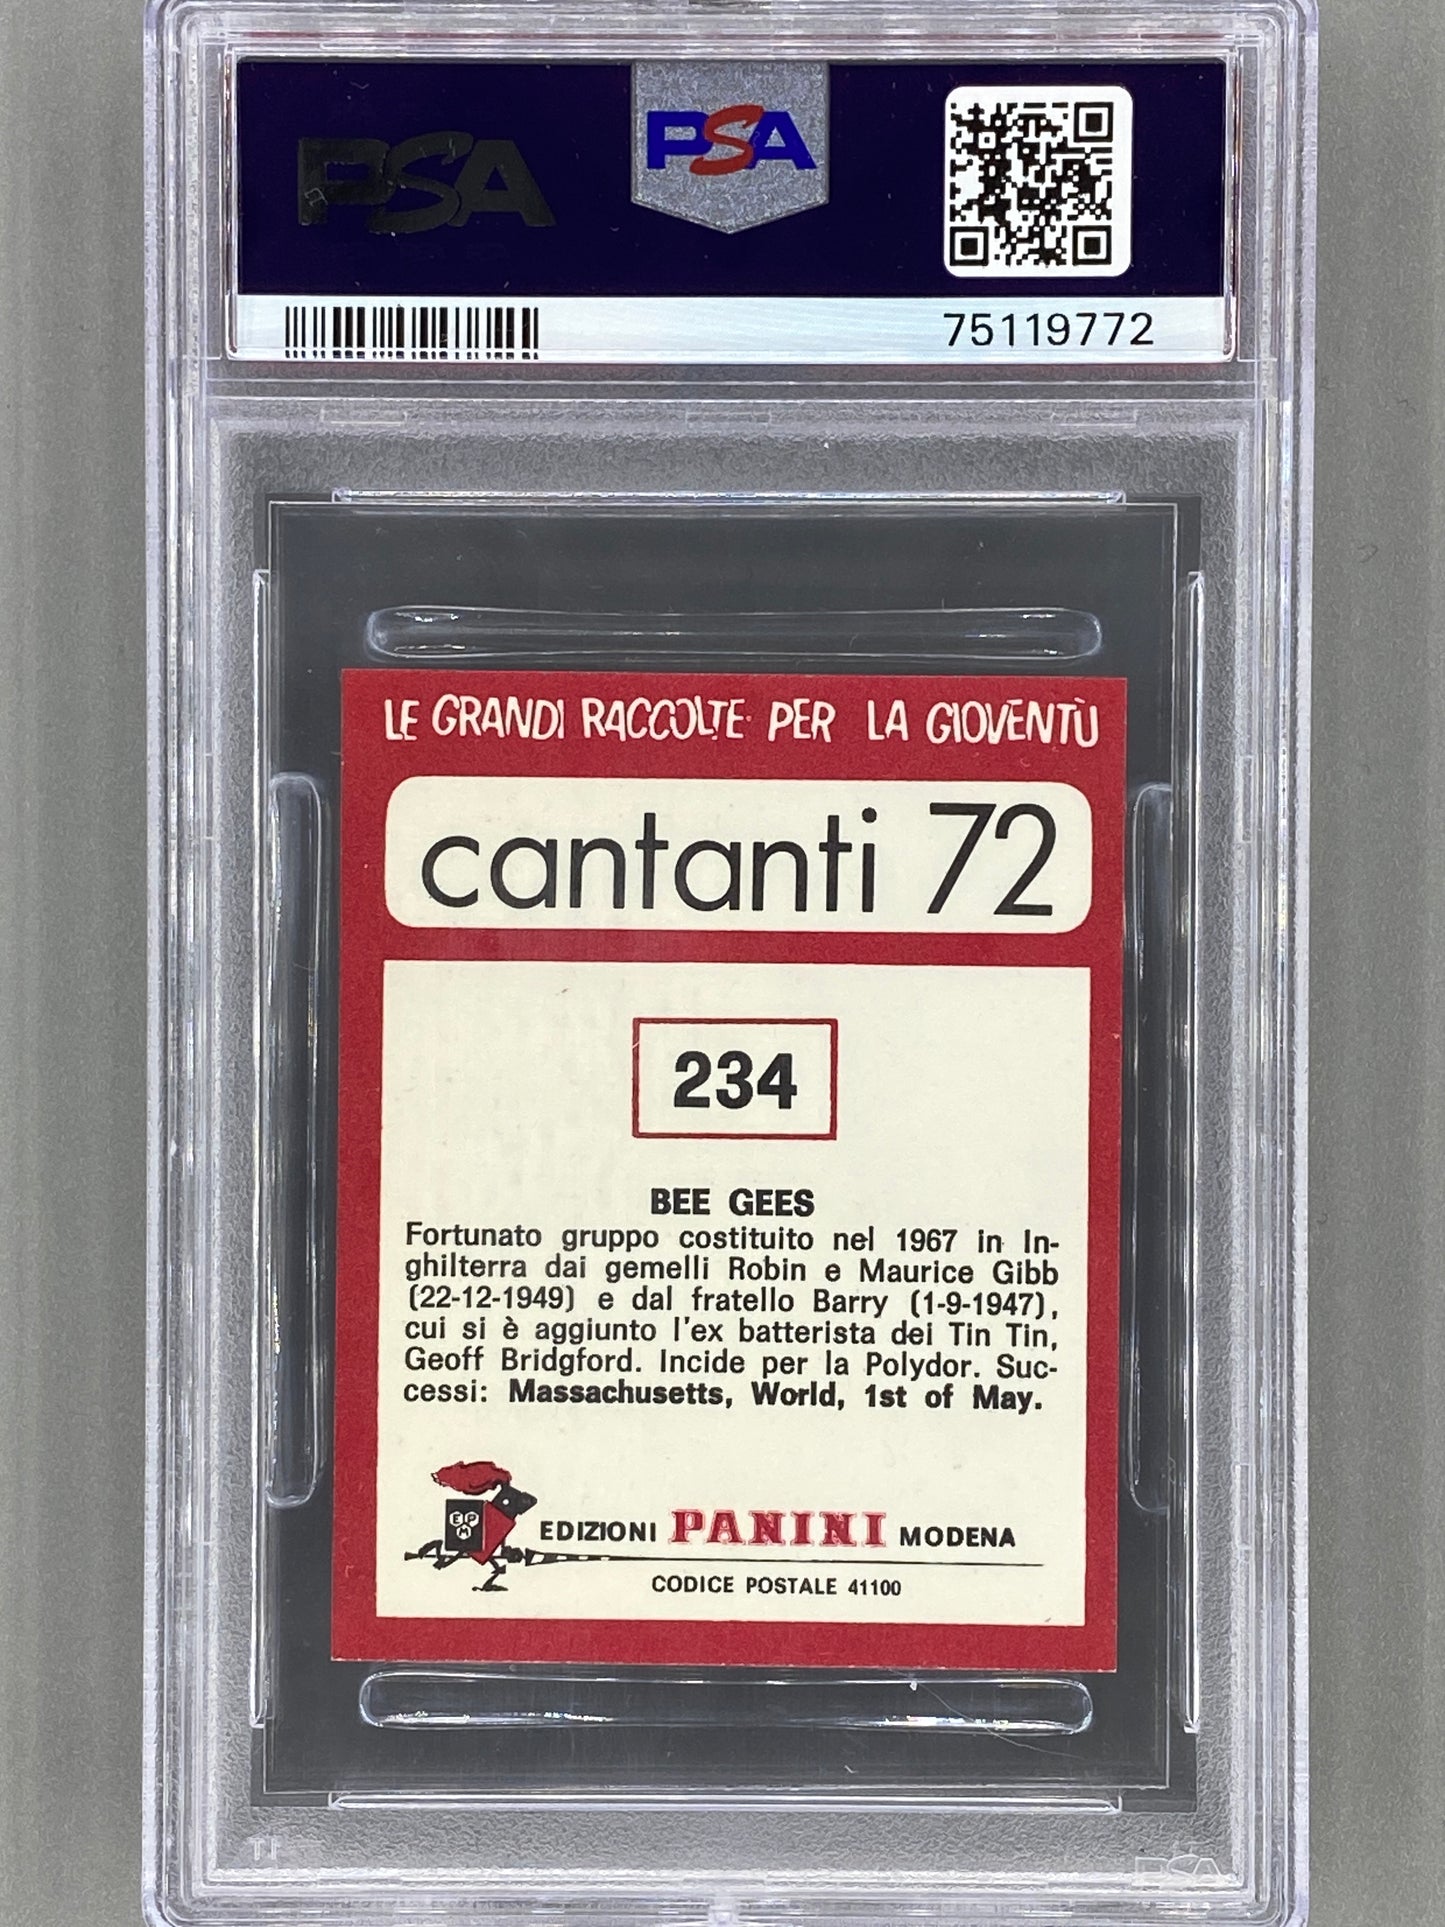 PSA
PSA
75119772
LE GRANDI RACCOLTE PER LA GIOVENTÙ
cantanti 72
234
BEE GEES
Fortunato gruppo costituito nel 1967 in In-
ghilterra dai gemelli Robin e Maurice Gibb
(22-12-1949) e dal fratello Barry (1-9-1947),
cui si è aggiunto l'ex batterista dei Tin Tin,
Geoff Bridgford. Incide per la Polydor. Suc-
cessi: Massachusetts, World, 1st of May.
EPM
EDIZIONI PANINI MODENA
CODICE POSTALE 41100
PSA